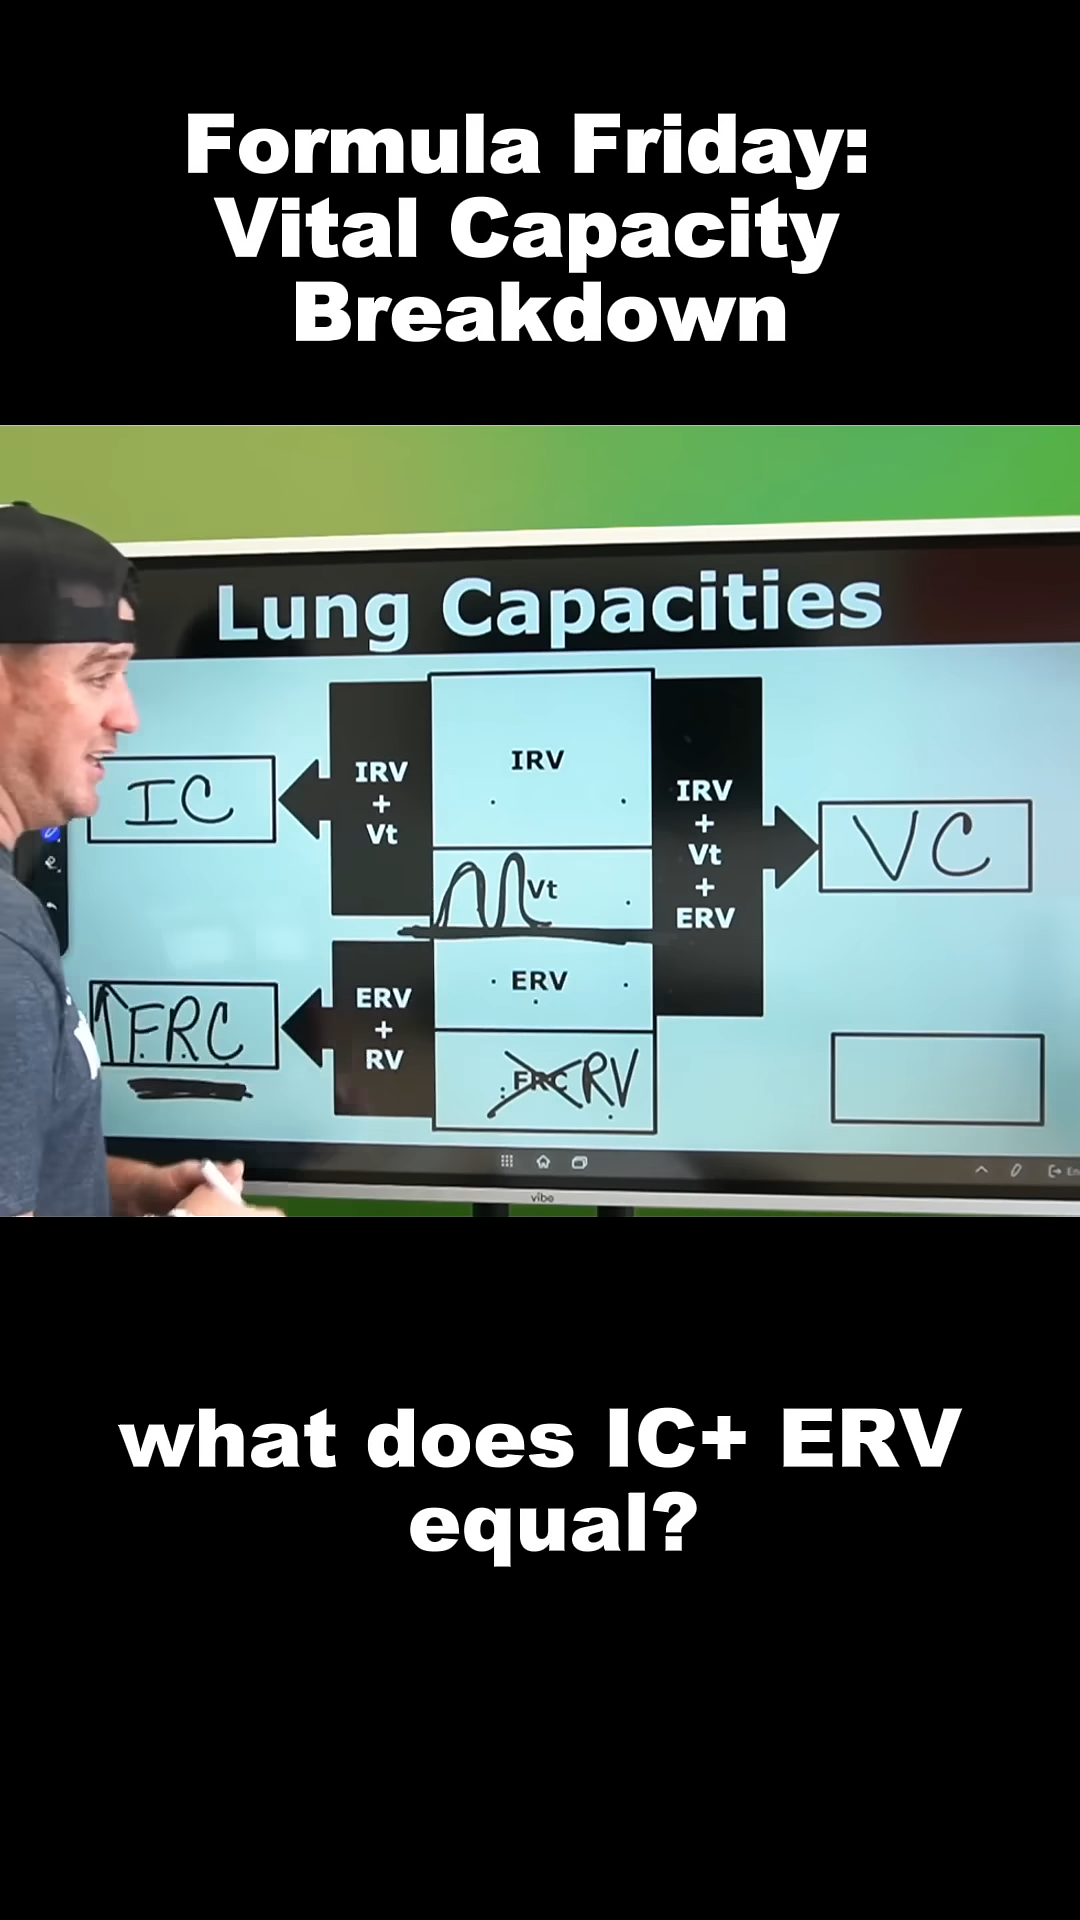 Formula Friday:
Vital Capacity
Breakdown
Lung Capacities
IC
IRV
+
Vt
IRV
Vt
IRV
+
Vt
+
ERV
VC
↑FRC
ERV
+
RV
ERV
FRC RV
vibe
what does IC+ ERV
equal?